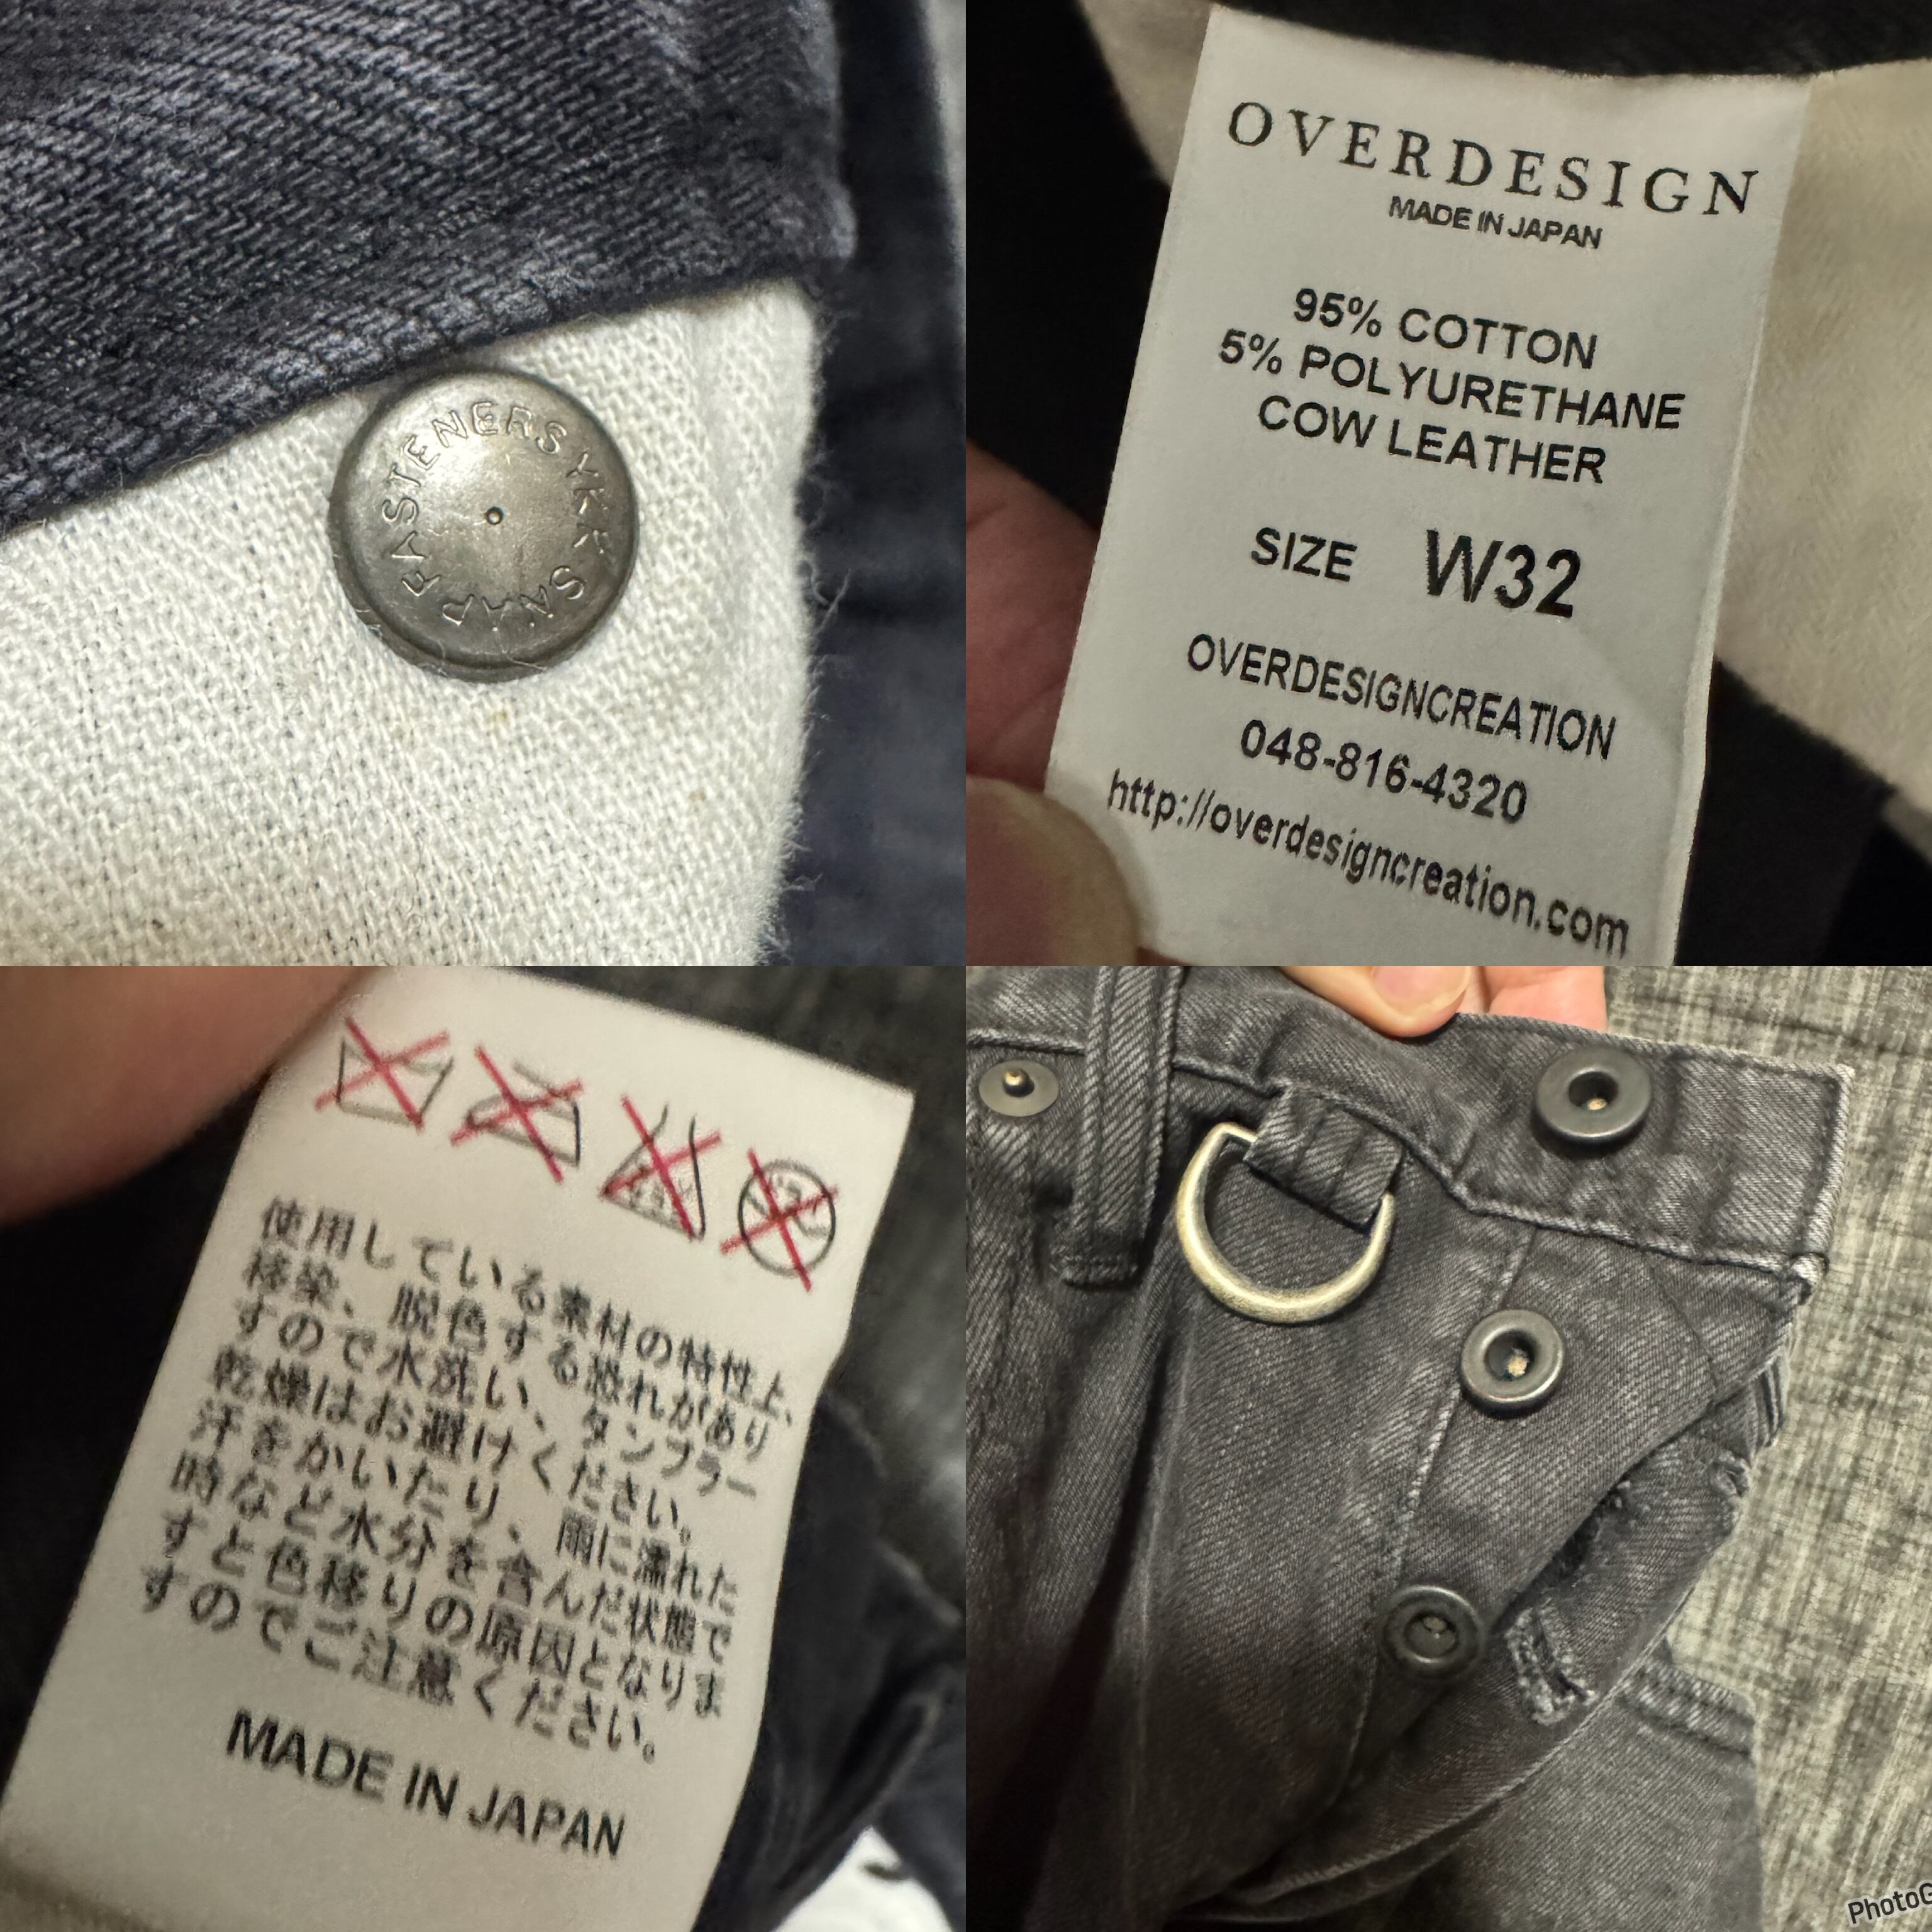 YKK SNAP FASTENERS
OVERDESIGN
MADE IN JAPAN
95% COTTON
5% POLYURETHANE
COW LEATHER
SIZE W32
OVERDESIGNCREATION
048-816-4320
http://overdesigncreation.com
使用している素材の特性上、
移染、脱色する恐れがあり
すので水洗い、タンブラー
乾燥はお避けください。
汗をかいたり、雨に濡れた
時など水分を含んだ状態で
すと色移りの原因となりま
すのでご注意ください。
MADE IN JAPAN
PhotoG